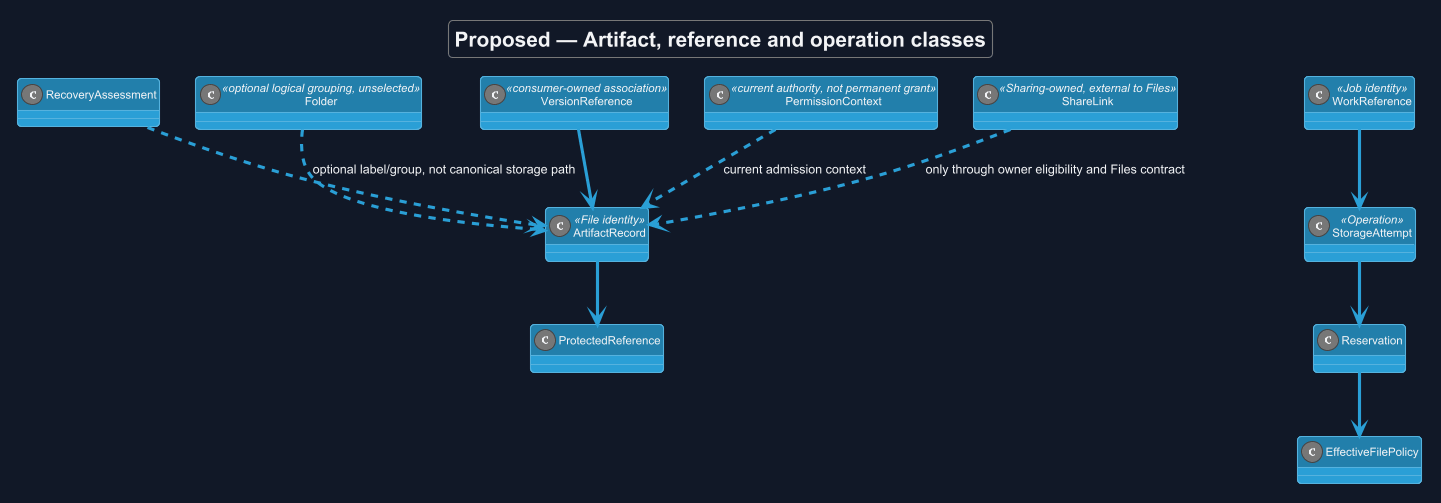 Proposed — Artifact, reference and operation classes
C RecoveryAssessment
«optional logical grouping, unselected»
C Folder
«consumer-owned association»
C VersionReference
«current authority, not permanent grant»
C PermissionContext
«Sharing-owned, external to Files»
C ShareLink
«Job identity»
C WorkReference
optional label/group, not canonical storage path
current admission context
only through owner eligibility and Files contract
«File identity»
C ArtifactRecord
«Operation»
C StorageAttempt
C ProtectedReference
C Reservation
C EffectiveFilePolicy